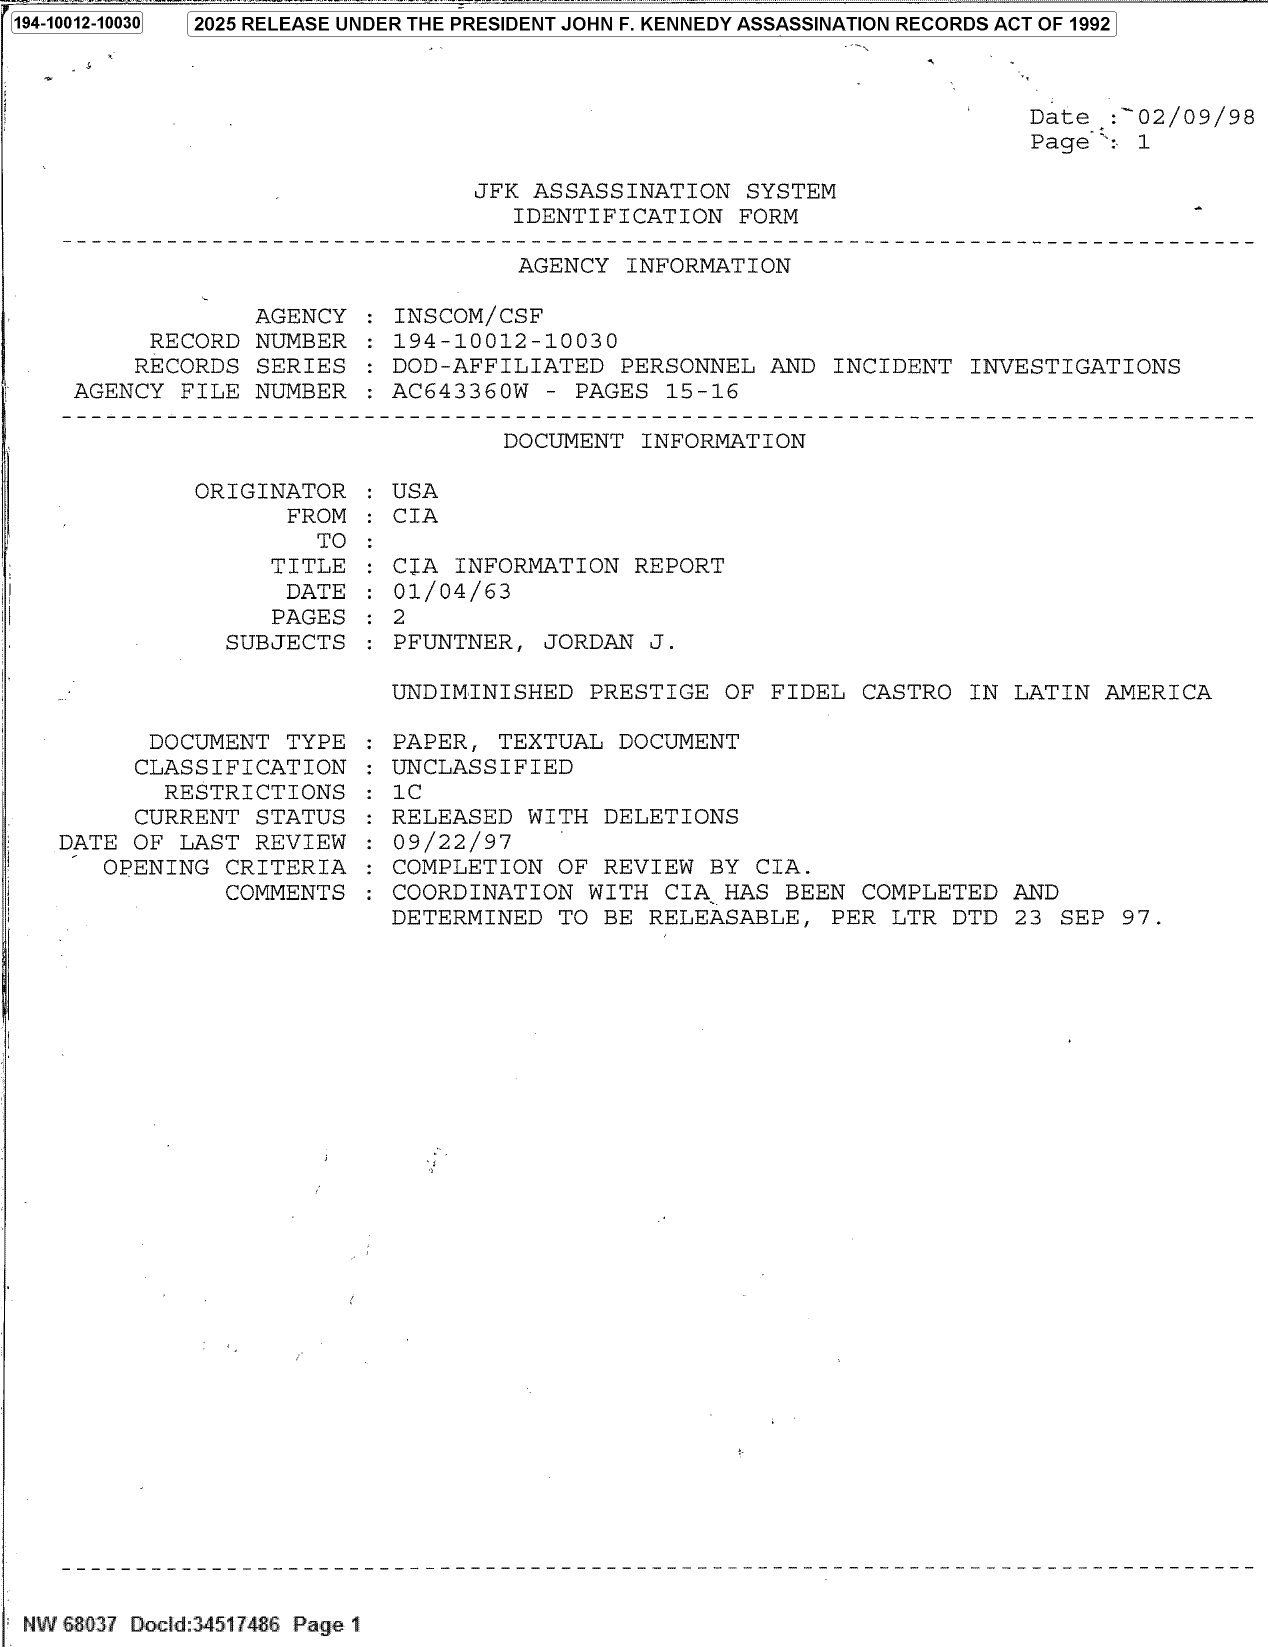 194-10012-10030
2025 RELEASE UNDER THE PRESIDENT JOHN F. KENNEDY ASSASSINATION RECORDS ACT OF 1992
Date : 02/09/98
Page : 1
JFK ASSASSINATION SYSTEM
IDENTIFICATION FORM
AGENCY INFORMATION
AGENCY : INSCOM/CSF
RECORD NUMBER : 194-10012-10030
RECORDS SERIES : DOD-AFFILIATED PERSONNEL AND INCIDENT INVESTIGATIONS
AGENCY FILE NUMBER : AC643360W - PAGES 15-16
DOCUMENT INFORMATION
ORIGINATOR : USA
FROM : CIA
TO :
TITLE : CIA INFORMATION REPORT
DATE : 01/04/63
PAGES : 2
SUBJECTS : PFUNTNER, JORDAN J.
UNDIMINISHED PRESTIGE OF FIDEL CASTRO IN LATIN AMERICA
DOCUMENT TYPE : PAPER, TEXTUAL DOCUMENT
CLASSIFICATION : UNCLASSIFIED
RESTRICTIONS : 1C
CURRENT STATUS : RELEASED WITH DELETIONS
DATE OF LAST REVIEW : 09/22/97
OPENING CRITERIA : COMPLETION OF REVIEW BY CIA.
COMMENTS : COORDINATION WITH CIA HAS BEEN COMPLETED AND
DETERMINED TO BE RELEASABLE, PER LTR DTD 23 SEP 97.
NW 68037 DocId:34517486 Page 1